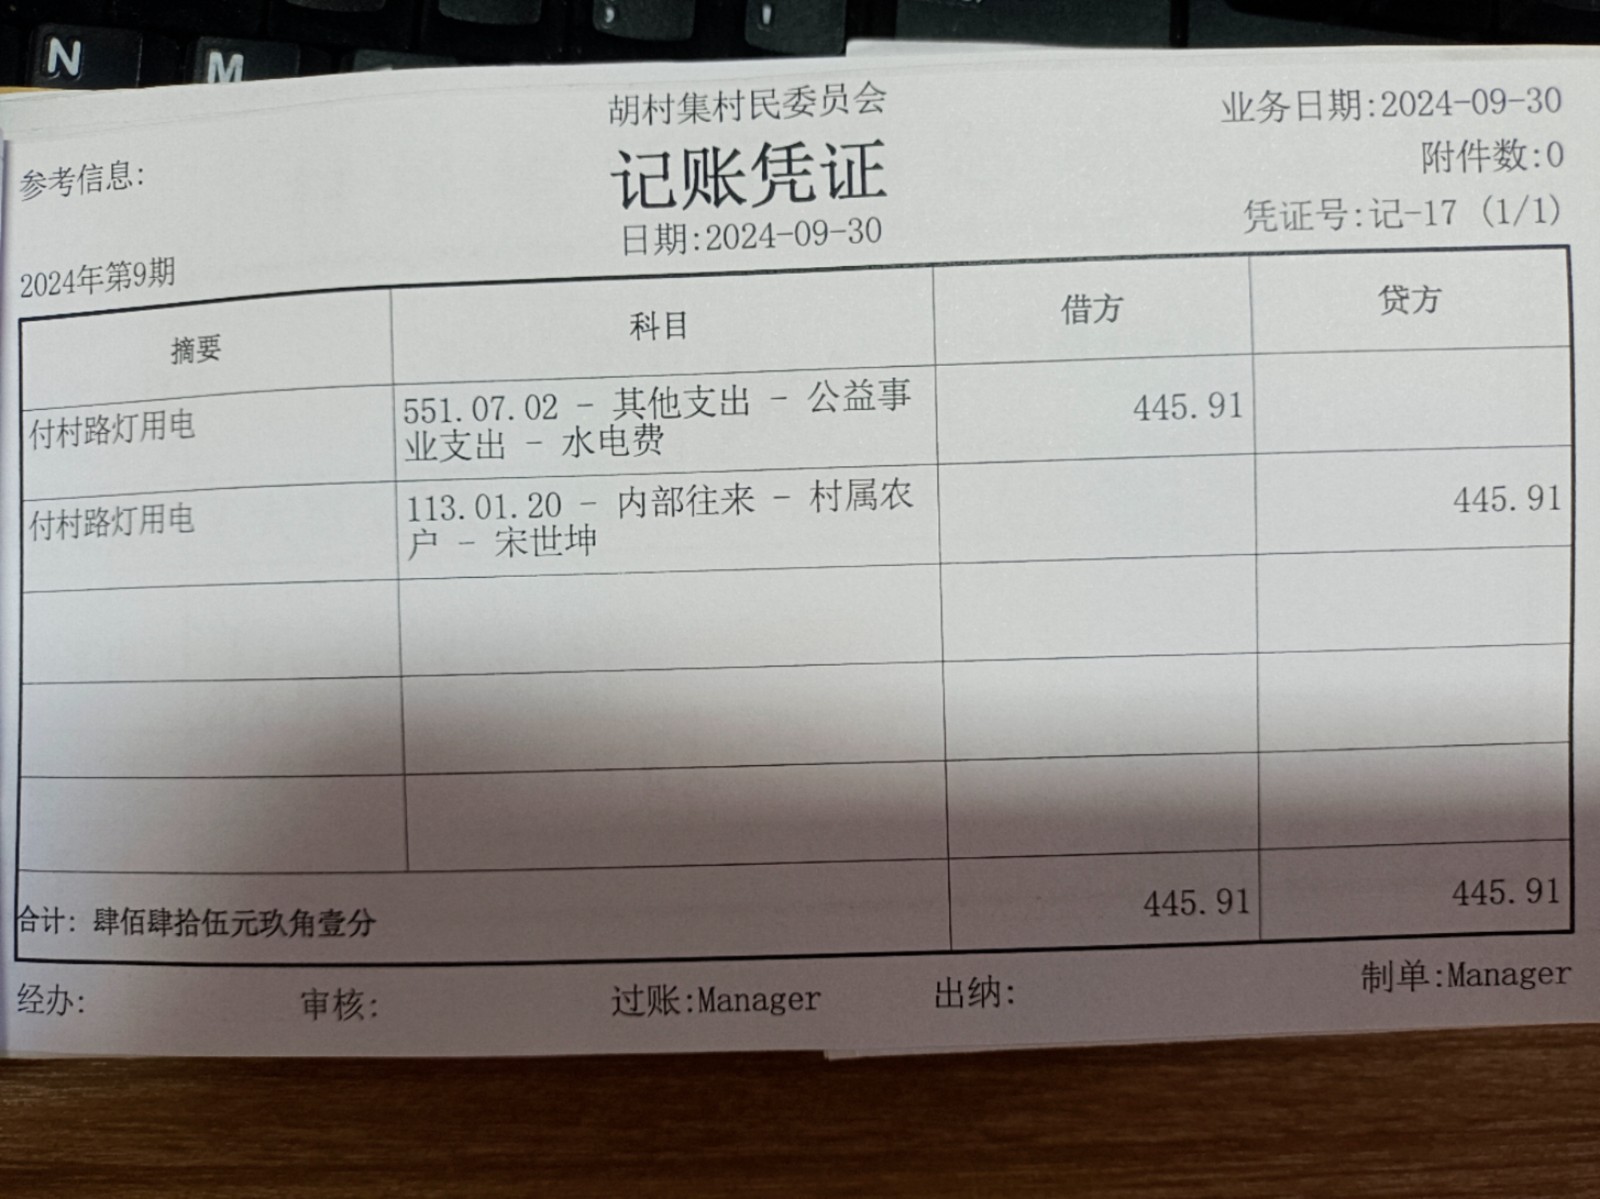 N
M
胡村集村民委员会
业务日期:2024-09-30
参考信息:
记账凭证
附件数:0
日期:2024-09-30
凭证号:记-17 (1/1)
2024年第9期
摘要 科目 借方 贷方
付村路灯用电 551.07.02 - 其他支出 - 公益事 445.91
业支出 - 水电费
付村路灯用电 113.01.20 - 内部往来 - 村属农 445.91
户 - 宋世坤
合计: 肆佰肆拾伍元玖角壹分 445.91 445.91
经办: 审核: 过账:Manager 出纳: 制单:Manager